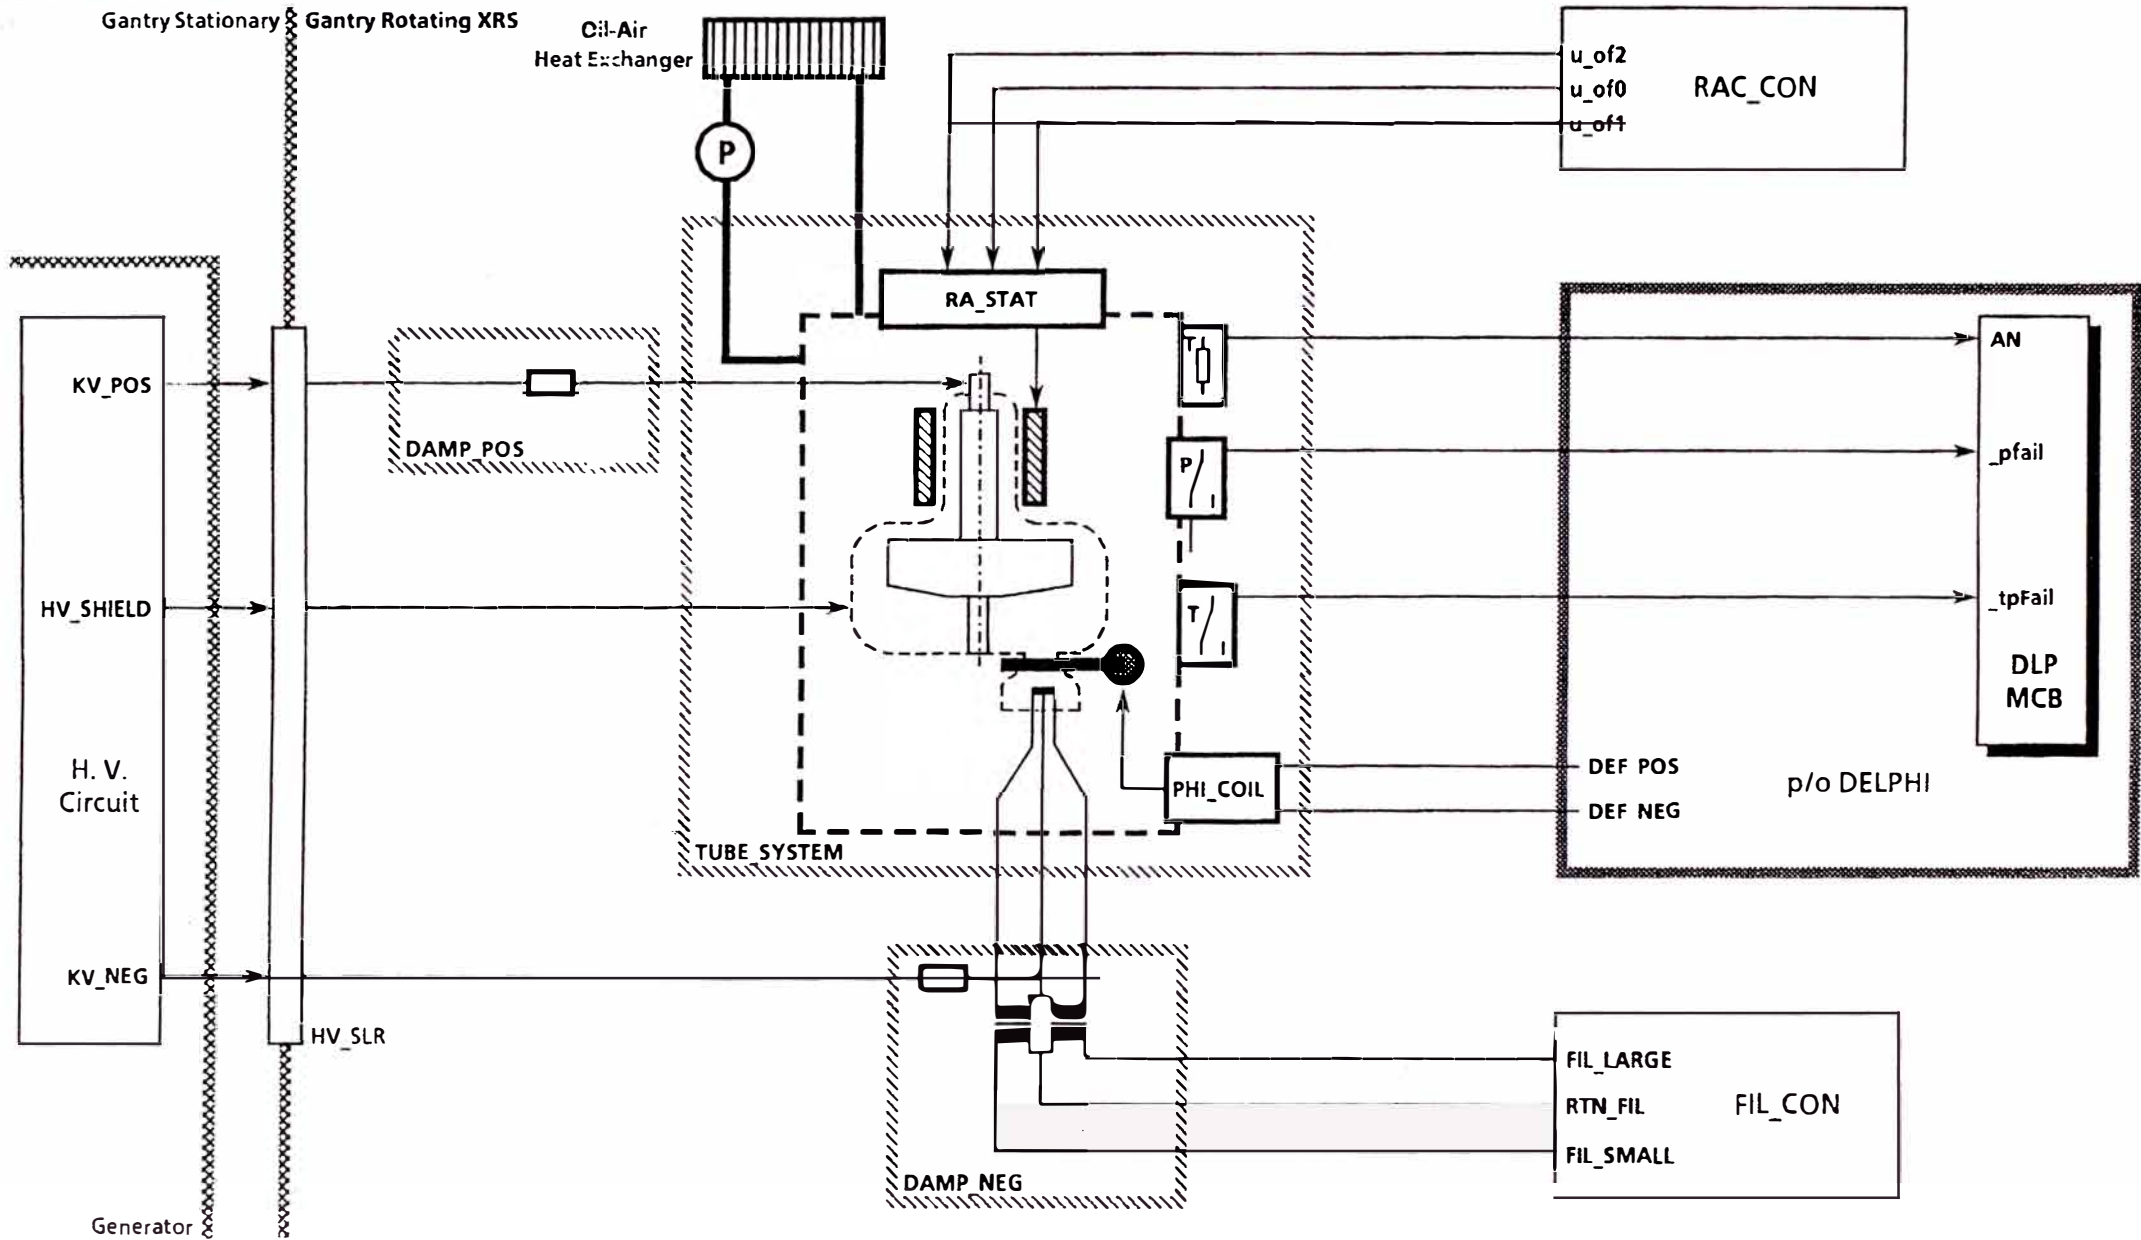 Gantry Stationary
Gantry Rotating XRS
Oil-Air
Heat Exchanger
P
u_of2
u_of0
u_of1
RAC_CON
RA_STAT
KV_POS
DAMP_POS
T
AN
P
I
_pfail
HV_SHIELD
T
I
_tpFail
DLP
MCB
H. V.
Circuit
PHI_COIL
DEF POS
DEF NEG
p/o DELPHI
TUBE_SYSTEM
KV_NEG
HV_SLR
FIL_LARGE
RTN_FIL
FIL_SMALL
FIL_CON
DAMP_NEG
Generator